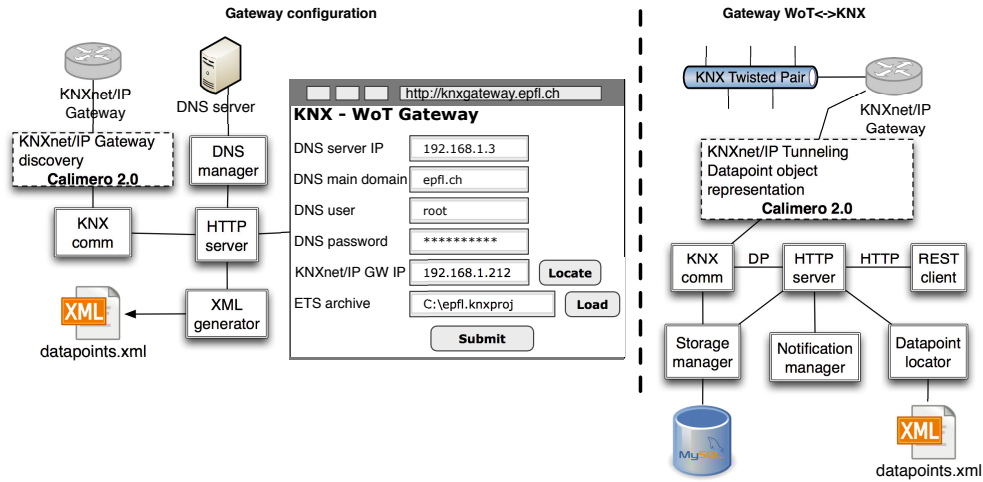 Gateway configuration
KNXnet/IP
Gateway
DNS server
KNXnet/IP Gateway
discovery
Calimero 2.0
DNS
manager
KNX
comm
HTTP
server
XML
generator
XML
datapoints.xml
http://knxgateway.epfl.ch
KNX - WoT Gateway
DNS server IP 192.168.1.3
DNS main domain epfl.ch
DNS user root
DNS password **********
KNXnet/IP GW IP 192.168.1.212 Locate
ETS archive C:\epfl.knxproj Load
Submit
Gateway WoT<->KNX
KNX Twisted Pair
KNXnet/IP
Gateway
KNXnet/IP Tunneling
Datapoint object
representation
Calimero 2.0
KNX
comm
DP
HTTP
server
HTTP
REST
client
Storage
manager
Notification
manager
Datapoint
locator
MySQL
XML
datapoints.xml